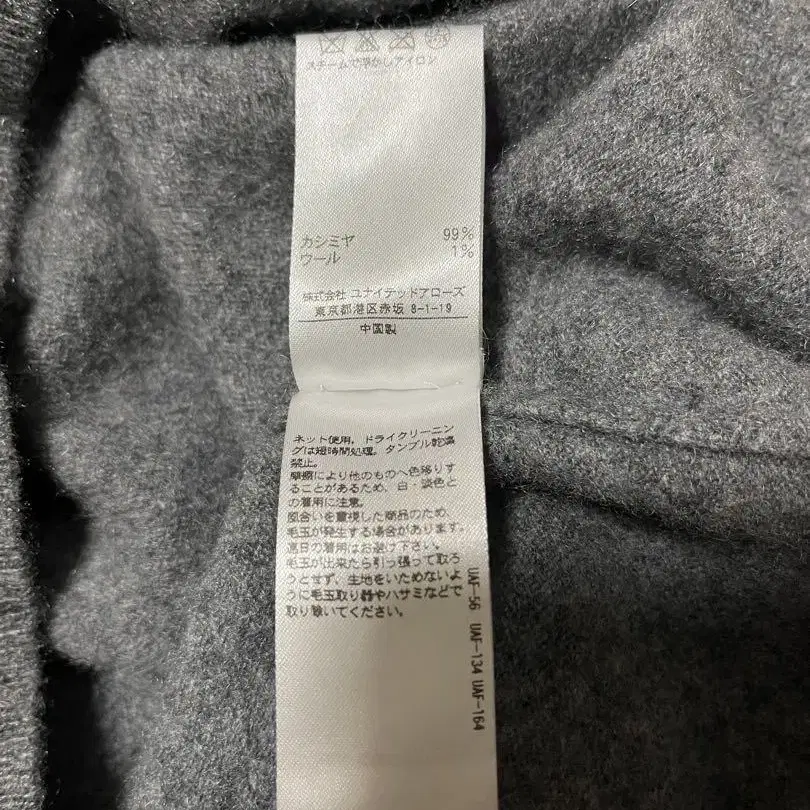 スチームで浮かしアイロン
カシミヤ 99%
ウール 1%
株式会社 ユナイテッドアローズ
東京都港区赤坂 8-1-19
中国製
ネット使用。ドライクリーニン
グは短時間処理。タンブル乾燥
禁止。
摩擦により他のものへ色移りす
ることがあるため、白・淡色と
の着用に注意。
風合いを重視した商品のため、
毛玉が発生する場合があります。
連日の着用はお避け下さい。
毛玉が出来たら引っ張って取ろ
うとせず、生地をいためないよ
うに毛玉取り器やハサミなどで
取り除いてください。
UAF-56 UAF-134 UAF-164